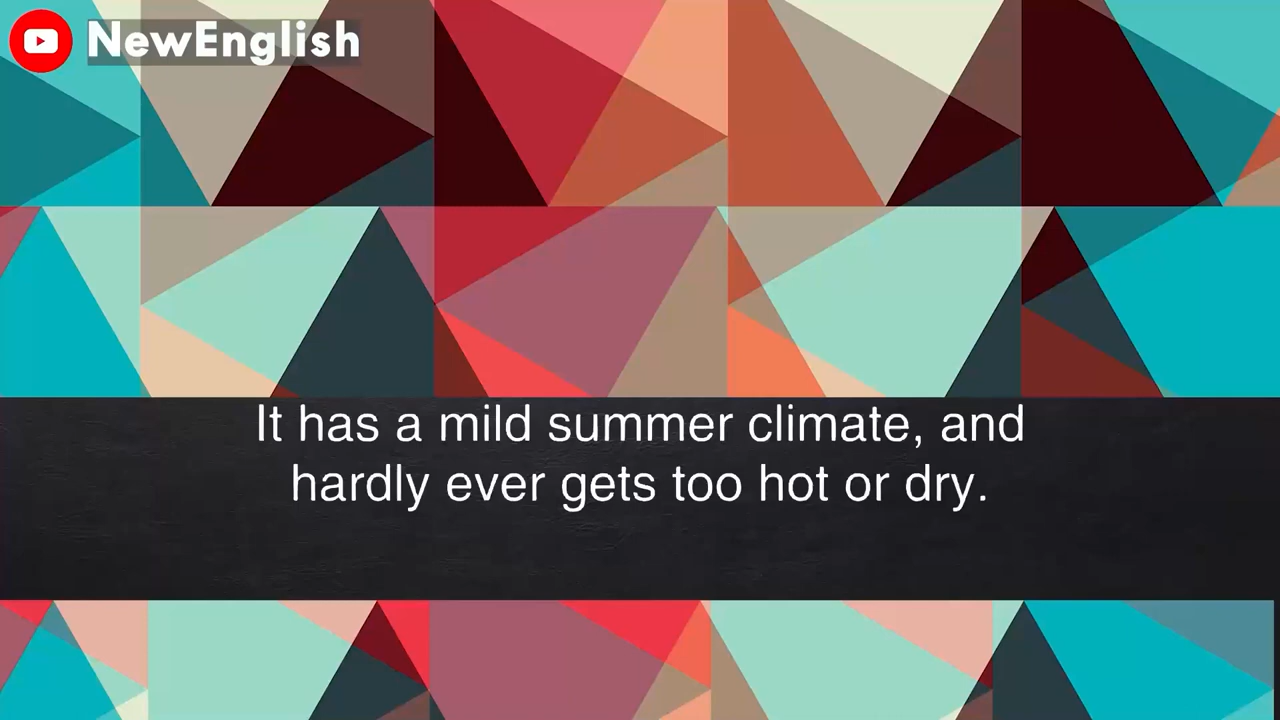 NewEnglish
It has a mild summer climate, and
hardly ever gets too hot or dry.